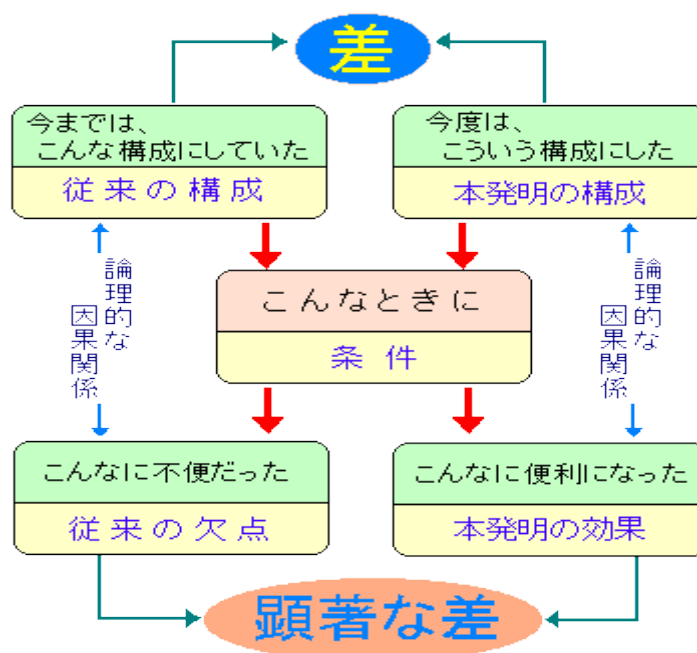 差
今までは、
こんな構成にしていた
従来の構成
今度は、
こういう構成にした
本発明の構成
論理的な
因果関係
こんなときに
条件
論理的な
因果関係
こんなに不便だった
従来の欠点
こんなに便利になった
本発明の効果
顕著な差